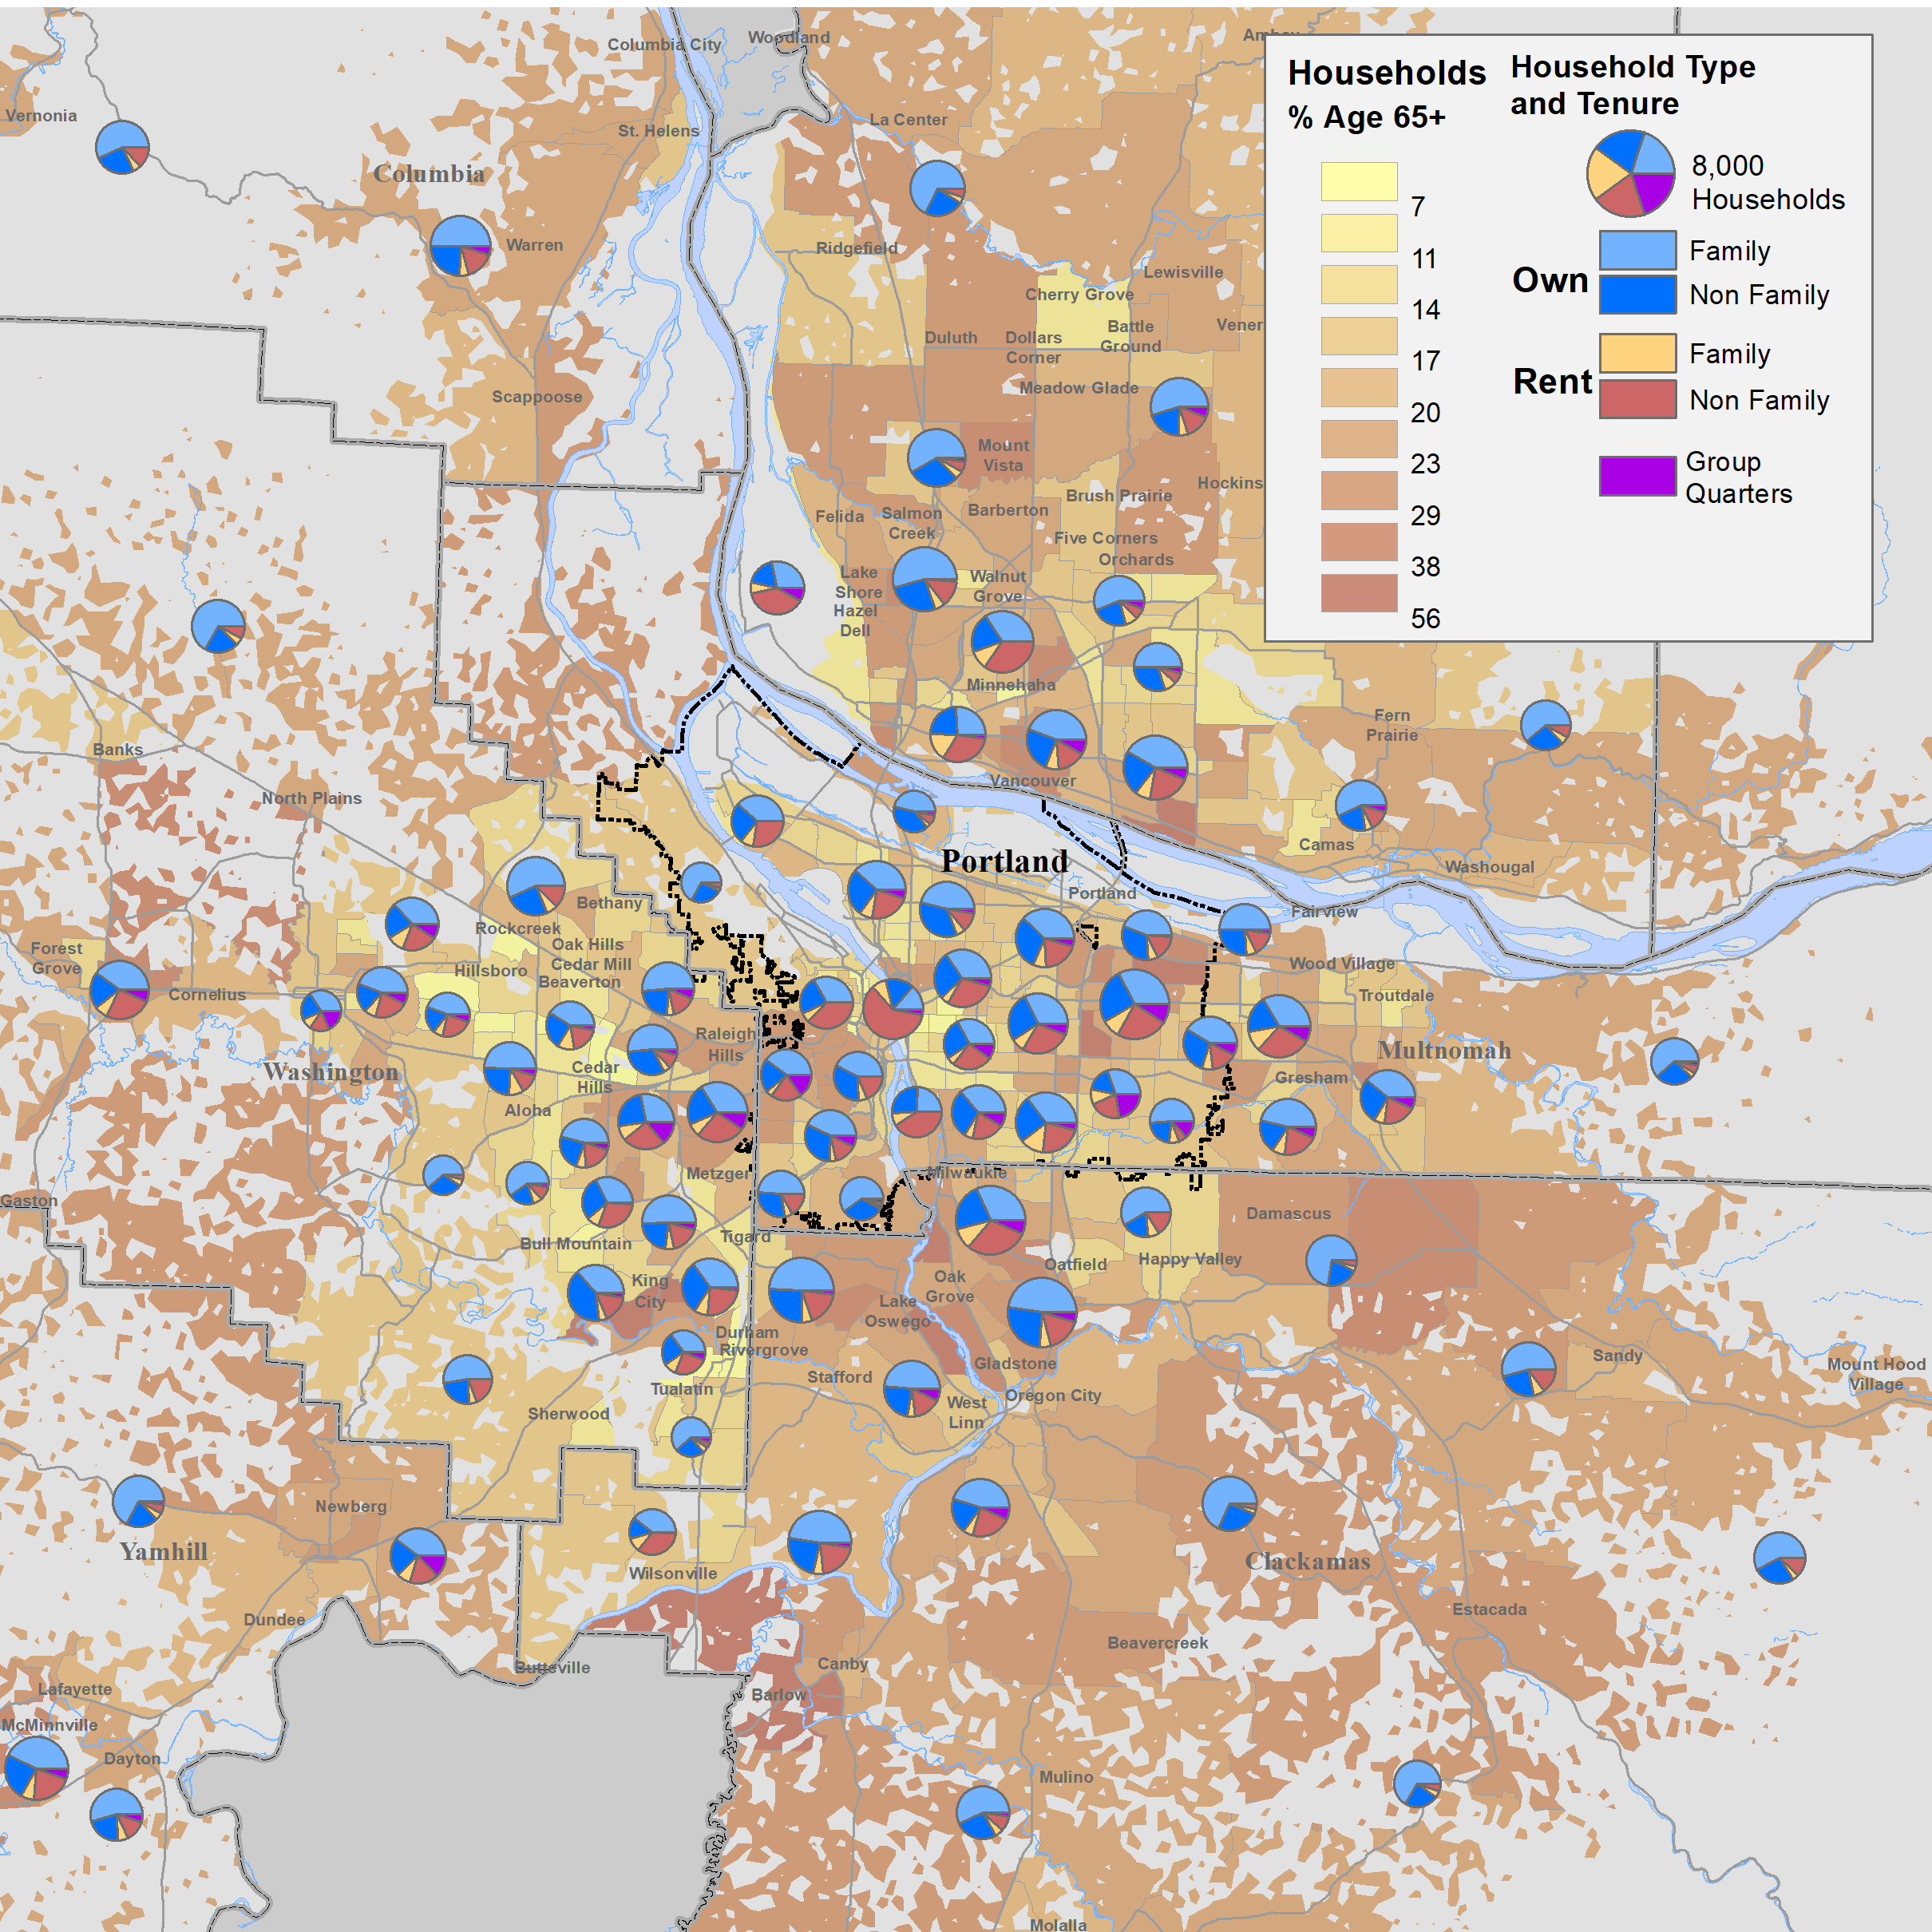 Columbia City
Woodland
Vernonia
St. Helens
La Center
Columbia
Warren
Ridgefield
Lewisville
Cherry Grove
Duluth
Dollars
Corner
Battle
Ground
Vener
Scappoose
Meadow Glade
Mount
Vista
Hockins
Brush Prairie
Felida
Salmon
Creek
Barberton
Five Corners
Orchards
Lake
Shore
Walnut
Grove
Hazel
Dell
Minnehaha
Fern
Prairie
Banks
Vancouver
North Plains
Camas
Washougal
Portland
Portland
Bethany
Fairview
Rockcreek
Forest
Grove
Oak Hills
Cedar Mill
Hillsboro
Beaverton
Wood Village
Cornelius
Troutdale
Raleigh
Hills
Multnomah
Washington
Cedar
Hills
Gresham
Aloha
Metzger
Milwaukie
Gaston
Damascus
Bull Mountain
Tigard
Oatfield
Happy Valley
King
City
Oak
Grove
Lake
Oswego
Durham
Rivergrove
Gladstone
Sandy
Mount Hood
Village
Stafford
Tualatin
Oregon City
West
Linn
Sherwood
Newberg
Yamhill
Clackamas
Wilsonville
Dundee
Estacada
Beavercreek
Butteville
Canby
Lafayette
Barlow
McMinnville
Dayton
Mulino
Molalla
Households
% Age 65+
7
11
14
17
20
23
29
38
56
Household Type
and Tenure
8,000
Households
Own
Family
Non Family
Rent
Family
Non Family
Group
Quarters